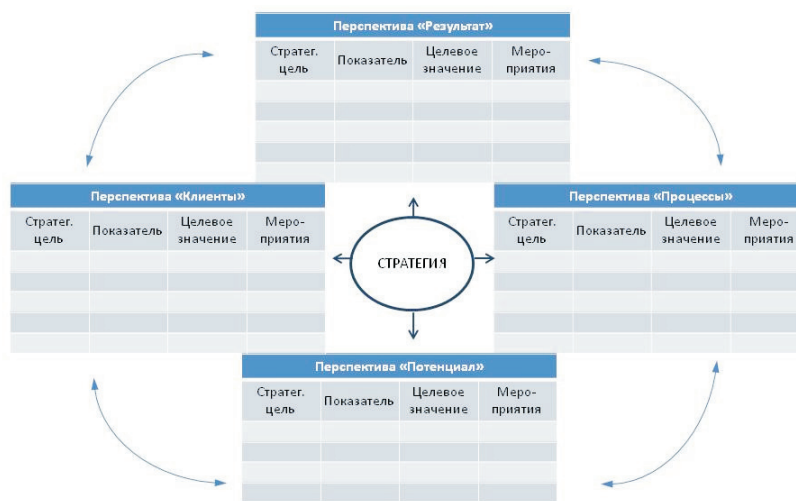 Перспектива «Результат»
Стратег. цель
Показатель
Целевое значение
Меро-
приятия
Перспектива «Клиенты»
Стратег. цель
Показатель
Целевое значение
Меро-
приятия
СТРАТЕГИЯ
Перспектива «Процессы»
Стратег. цель
Показатель
Целевое значение
Меро-
приятия
Перспектива «Потенциал»
Стратег. цель
Показатель
Целевое значение
Меро-
приятия